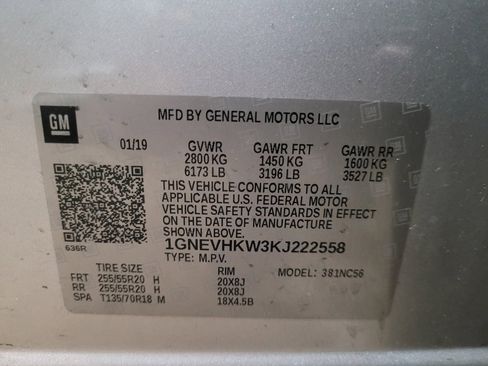 GM
MFD BY GENERAL MOTORS LLC
01/19 GVWR GAWR FRT GAWR RR
2800 KG 1450 KG 1600 KG
6173 LB 3196 LB 3527 LB
THIS VEHICLE CONFORMS TO ALL
APPLICABLE U.S. FEDERAL MOTOR
VEHICLE SAFETY STANDARDS IN EFFECT
ON THE DATE OF MANUFACTURE
SHOWN ABOVE.
636R
1GNEVHKW3KJ222558
TYPE: M.P.V. MODEL: 381NC56
TIRE SIZE RIM
FRT 255/55R20 H 20X8J
RR 255/55R20 H 20X8J
SPA T135/70R18 M 18X4.5B